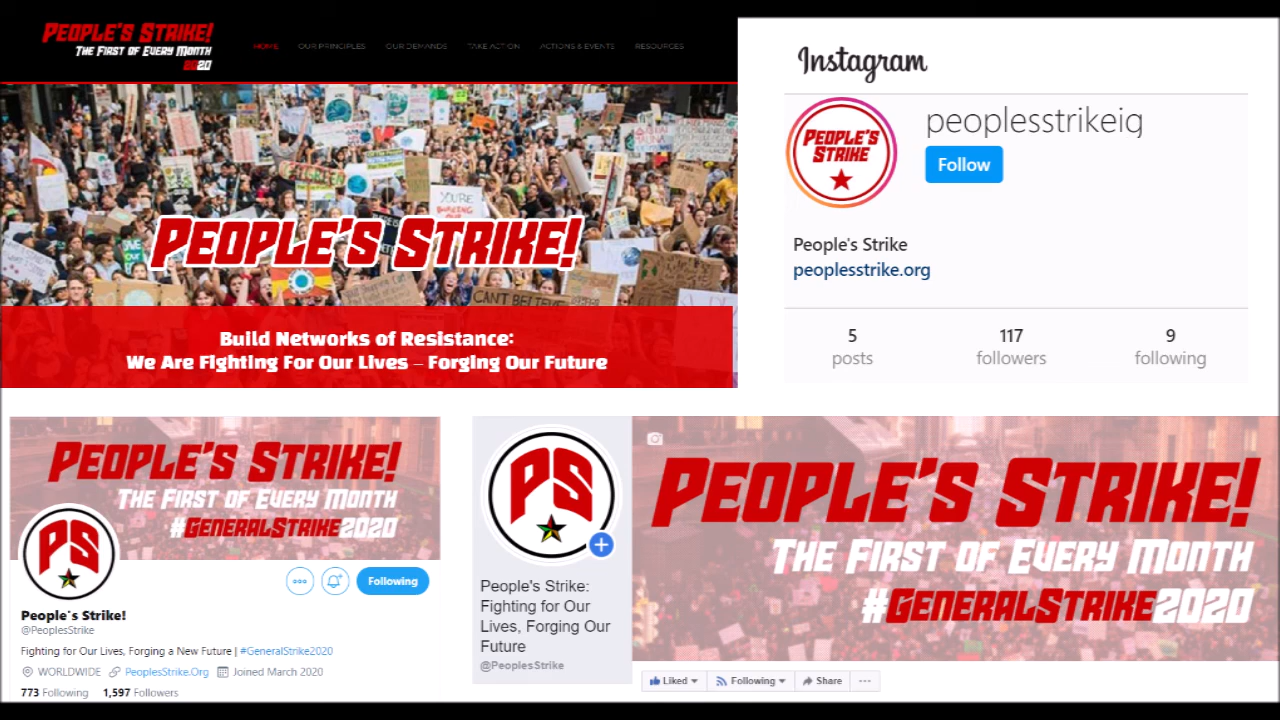 PEOPLE'S STRIKE!
THE FIRST OF EVERY MONTH
2020
HOME OUR PRINCIPLES OUR DEMANDS TAKE ACTION ACTIONS & EVENTS RESOURCES
YOU'RE
CAN'T BELIEVE
PEOPLE'S STRIKE!
Build Networks of Resistance:
We Are Fighting For Our Lives – Forging Our Future
Instagram
PEOPLE'S
STRIKE
peoplesstrikeig
Follow
People's Strike
peoplesstrike.org
5 117 9
posts followers following
PEOPLE'S STRIKE!
THE FIRST OF EVERY MONTH
#GENERALSTRIKE2020
PS
Following
People's Strike!
@PeoplesStrike
Fighting for Our Lives, Forging a New Future | #GeneralStrike2020
WORLDWIDE PeoplesStrike.Org Joined March 2020
773 Following 1,597 Followers
PS
People's Strike:
Fighting for Our
Lives, Forging Our
Future
@PeoplesStrike
PEOPLE'S STRIKE!
THE FIRST OF EVERY MONTH
#GENERALSTRIKE2020
Liked Following Share